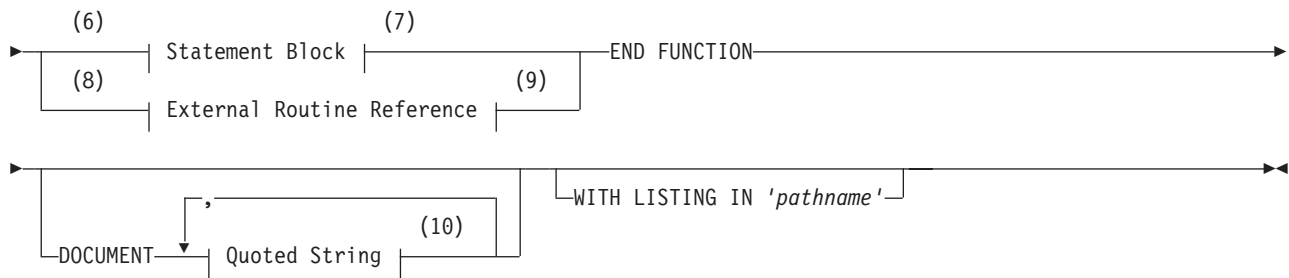 (6) (7)
Statement Block END FUNCTION
(8) (9)
External Routine Reference
, WITH LISTING IN 'pathname'
(10)
DOCUMENT Quoted String